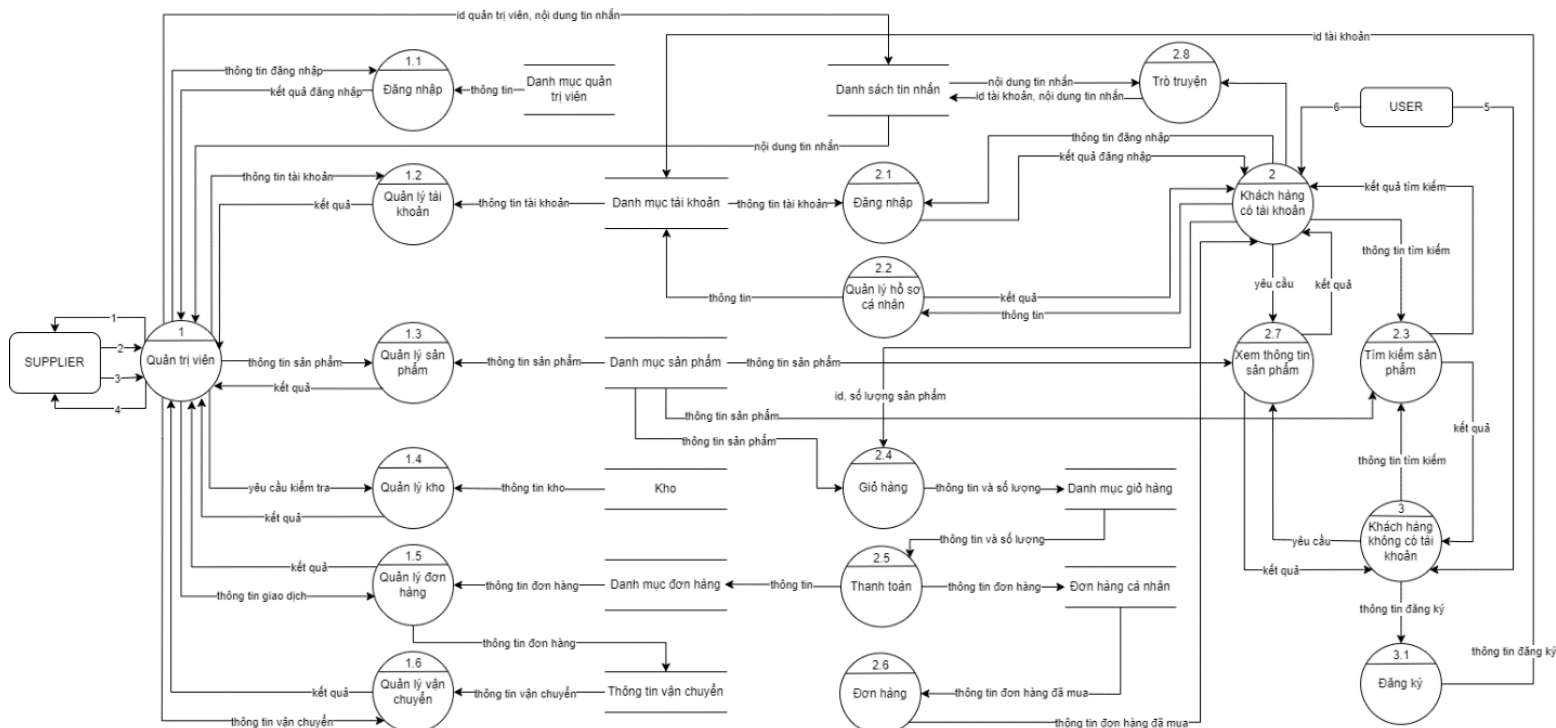 id quản trị viên, nội dung tin nhắn
id tài khoản
1.1
Đăng nhập
thông tin đăng nhập
kết quả đăng nhập
thông tin
Danh mục quản
trị viên
Danh sách tin nhắn
nội dung tin nhắn
id tài khoản, nội dung tin nhắn
2.8
Trò truyện
6
USER
5
nội dung tin nhắn
thông tin đăng nhập
kết quả đăng nhập
1.2
Quản lý tài
khoản
thông tin tài khoản
kết quả
thông tin tài khoản
Danh mục tài khoản
thông tin tài khoản
2.1
Đăng nhập
2
Khách hàng
có tài khoản
kết quả tìm kiếm
thông tin tìm kiếm
2.2
Quản lý hồ sơ
cá nhân
thông tin
kết quả
thông tin
yêu cầu
kết quả
1
2
3
4
SUPPLIER
1
Quản trị viên
thông tin sản phẩm
kết quả
1.3
Quản lý sản
phẩm
thông tin sản phẩm
Danh mục sản phẩm
thông tin sản phẩm
2.7
Xem thông tin
sản phẩm
2.3
Tìm kiếm sản
phẩm
id, số lượng sản phẩm
thông tin sản phẩm
thông tin sản phẩm
kết quả
thông tin tìm kiếm
1.4
Quản lý kho
yêu cầu kiểm tra
kết quả
thông tin kho
Kho
2.4
Giỏ hàng
thông tin và số lượng
Danh mục giỏ hàng
thông tin và số lượng
3
Khách hàng
không có tài
khoản
yêu cầu
kết quả
1.5
Quản lý đơn
hàng
kết quả
thông tin giao dịch
thông tin đơn hàng
Danh mục đơn hàng
thông tin
2.5
Thanh toán
thông tin đơn hàng
Đơn hàng cá nhân
thông tin đăng ký
thông tin đơn hàng
1.6
Quản lý vận
chuyển
kết quả
thông tin vận chuyển
thông tin vận chuyển
Thông tin vận chuyển
2.6
Đơn hàng
thông tin đơn hàng đã mua
thông tin đơn hàng đã mua
3.1
Đăng ký
thông tin đăng ký